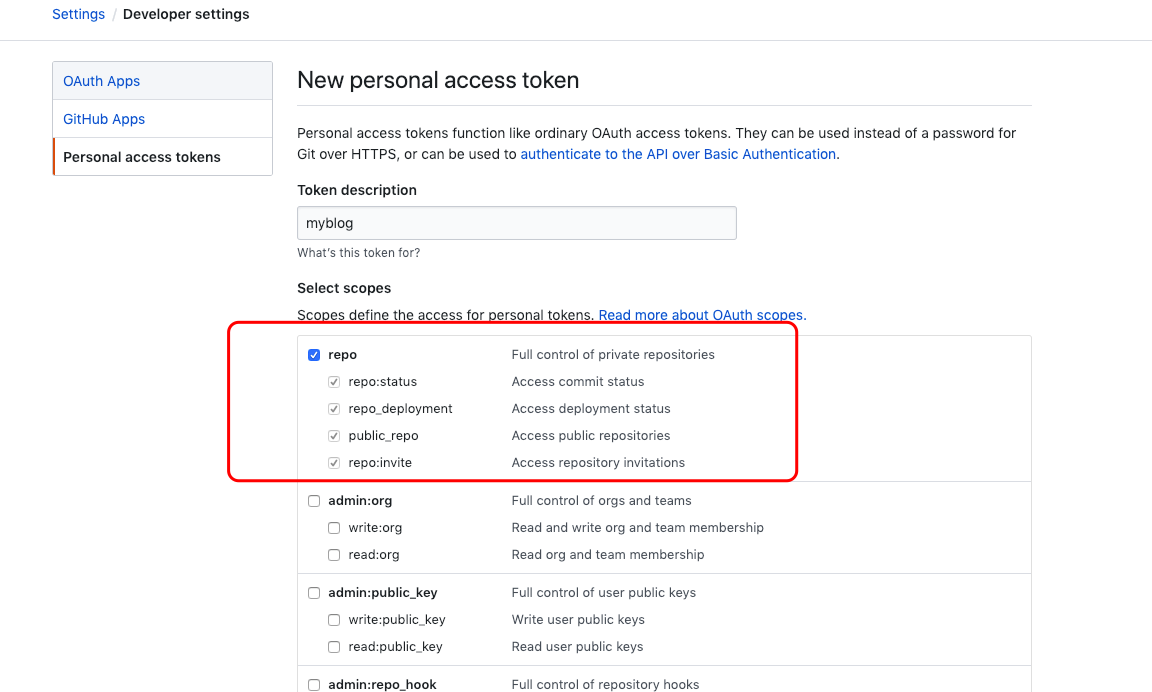 Settings / Developer settings
OAuth Apps
GitHub Apps
Personal access tokens
New personal access token
Personal access tokens function like ordinary OAuth access tokens. They can be used instead of a password for
Git over HTTPS, or can be used to authenticate to the API over Basic Authentication.
Token description
myblog
What's this token for?
Select scopes
Scopes define the access for personal tokens. Read more about OAuth scopes.
repo Full control of private repositories
repo:status Access commit status
repo_deployment Access deployment status
public_repo Access public repositories
repo:invite Access repository invitations
admin:org Full control of orgs and teams
write:org Read and write org and team membership
read:org Read org and team membership
admin:public_key Full control of user public keys
write:public_key Write user public keys
read:public_key Read user public keys
admin:repo_hook Full control of repository hooks